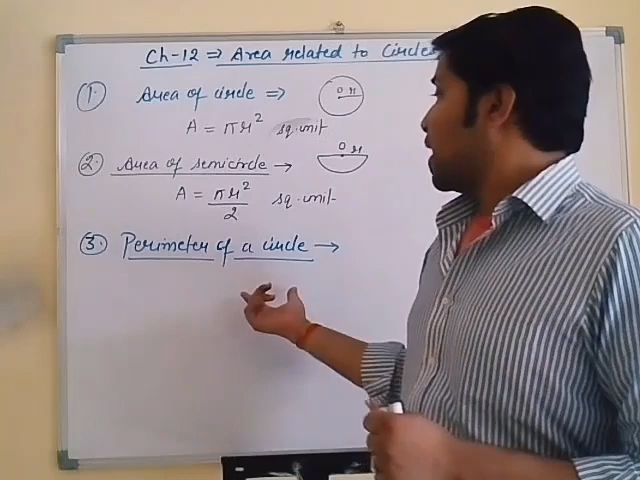 Ch-12 ⇒ Area related to Circle
1. Area of circle ⇒ O r
A = πr² sq.unit
2. Area of semicircle → O r
A = πr²/2 sq.unit
3. Perimeter of a circle →